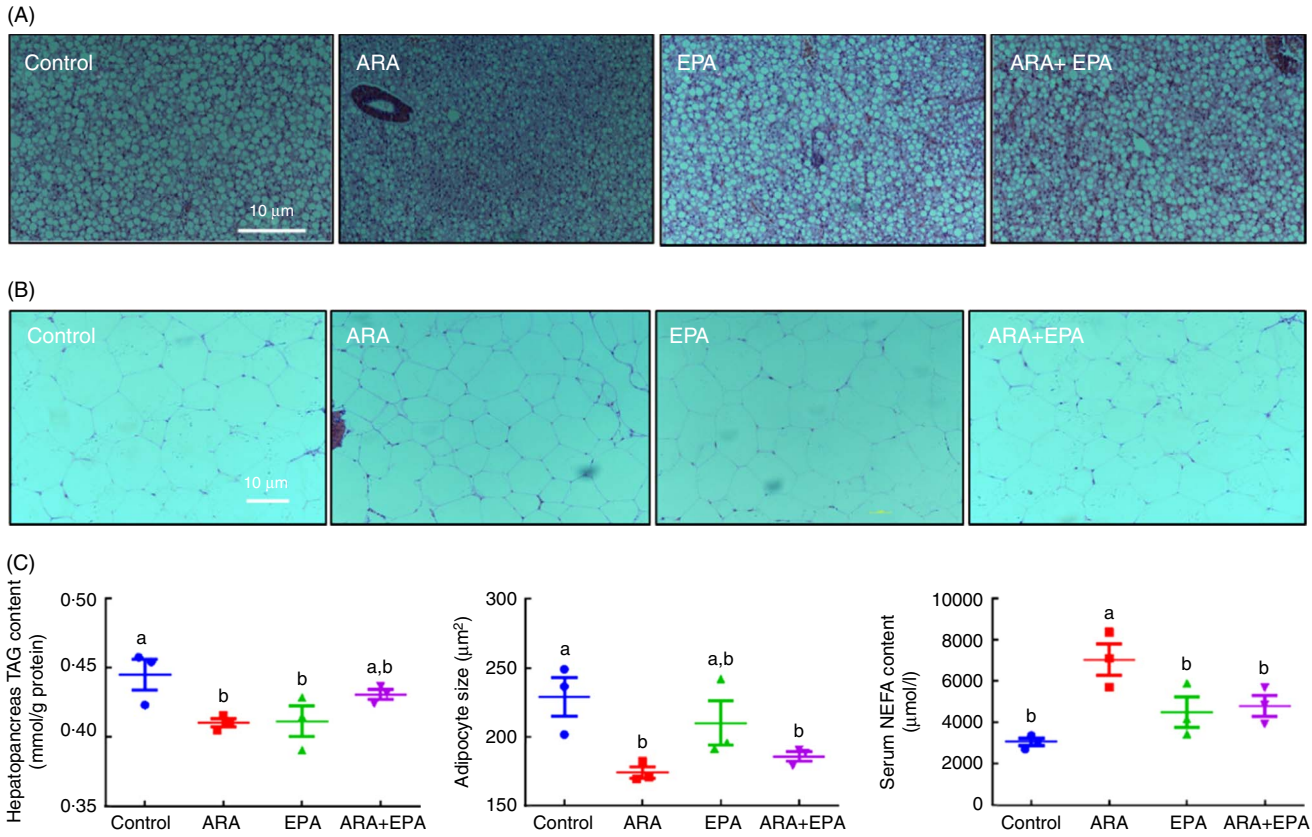 (A)
Control
ARA
EPA
ARA+ EPA
10 μm
(B)
Control
ARA
EPA
ARA+EPA
10 μm
(C)
Hepatopancreas TAG content
(mmol/g protein)
0·50
0·45
0·40
0·35
a
b
b
a,b
Control ARA EPA ARA+EPA
Adipocyte size (μm²)
300
250
200
150
a
b
a,b
b
Control ARA EPA ARA+EPA
Serum NEFA content
(μmol/l)
10000
8000
6000
4000
2000
0
b
a
b
b
Control ARA EPA ARA+EPA